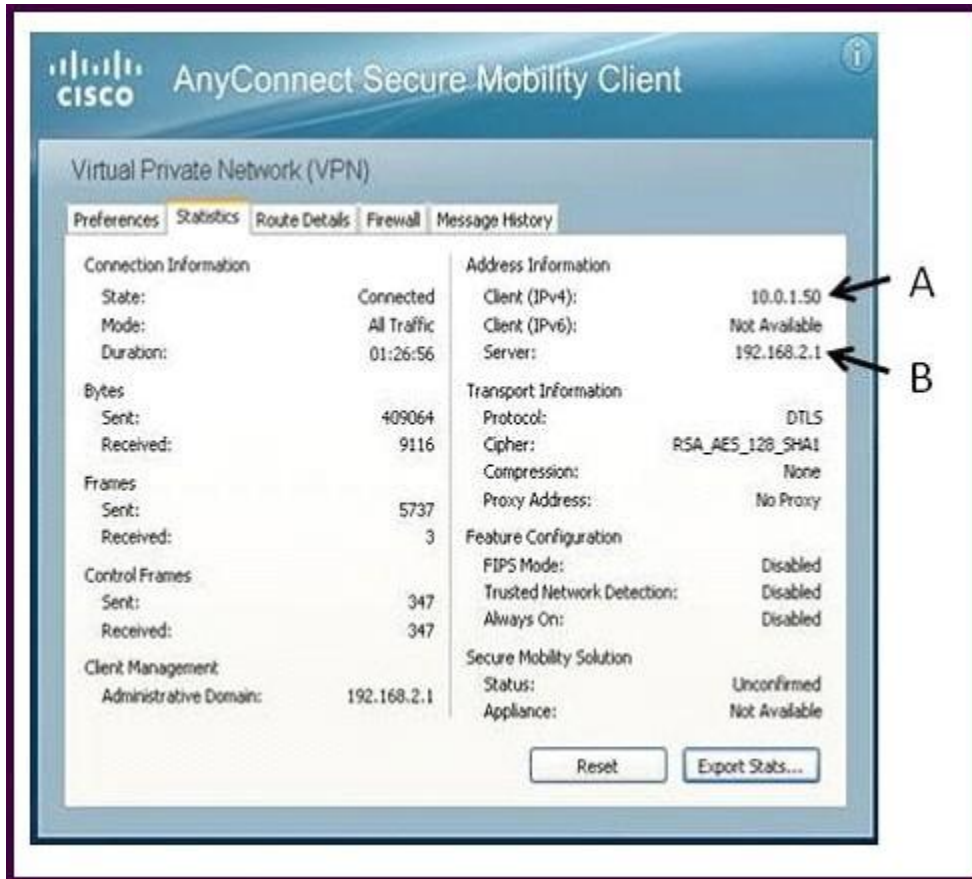 CISCO AnyConnect Secure Mobility Client
Virtual Private Network (VPN)
Preferences Statistics Route Details Firewall Message History
Connection Information
State: Connected
Mode: All Traffic
Duration: 01:26:56
Bytes
Sent: 409064
Received: 9116
Frames
Sent: 5737
Received: 3
Control Frames
Sent: 347
Received: 347
Client Management
Administrative Domain: 192.168.2.1
Address Information
Client (IPv4): 10.0.1.50
A
Client (IPv6): Not Available
Server: 192.168.2.1
B
Transport Information
Protocol: DTLS
Cipher: RSA_AES_128_SHA1
Compression: None
Proxy Address: No Proxy
Feature Configuration
FIPS Mode: Disabled
Trusted Network Detection: Disabled
Always On: Disabled
Secure Mobility Solution
Status: Unconfirmed
Appliance: Not Available
Reset Export Stats...